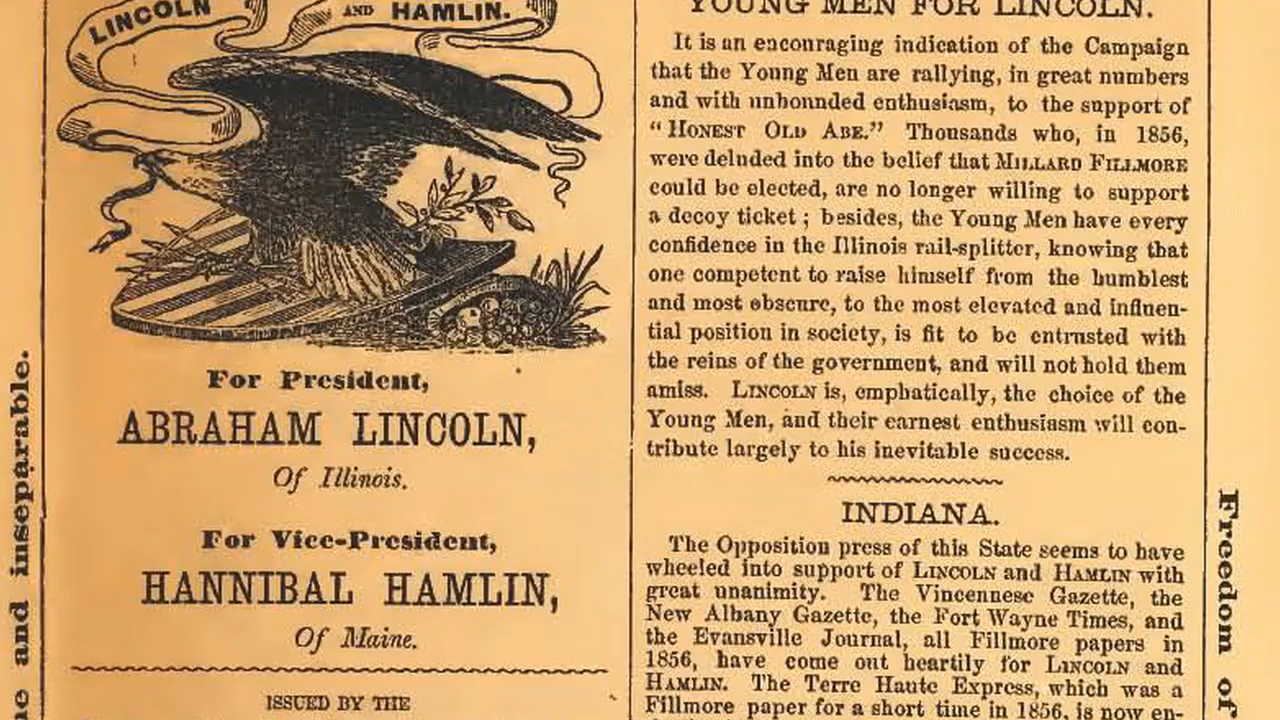 ne and inseparable.
LINCOLN AND HAMLIN.
For President,
ABRAHAM LINCOLN,
Of Illinois.
For Vice-President,
HANNIBAL HAMLIN,
Of Maine.
ISSUED BY THE
YOUNG MEN FOR LINCOLN.
It is an encouraging indication of the Campaign
that the Young Men are rallying, in great numbers
and with unbounded enthusiasm, to the support of
"HONEST OLD ABE." Thousands who, in 1856,
were deluded into the belief that MILLARD FILLMORE
could be elected, are no longer willing to support
a decoy ticket; besides, the Young Men have every
confidence in the Illinois rail-splitter, knowing that
one competent to raise himself from the humblest
and most obscure, to the most elevated and influen-
tial position in society, is fit to be entrusted with
the reins of the government, and will not hold them
amiss. LINCOLN is, emphatically, the choice of the
Young Men, and their earnest enthusiasm will con-
tribute largely to his inevitable success.
INDIANA.
The Opposition press of this State seems to have
wheeled into support of LINCOLN and HAMLIN with
great unanimity. The Vincennese Gazette, the
New Albany Gazette, the Fort Wayne Times, and
the Evansville Journal, all Fillmore papers in
1856, have come out heartily for LINCOLN and
HAMLIN. The Terre Haute Express, which was a
Fillmore paper for a short time in 1856, is now en-
Freedom of